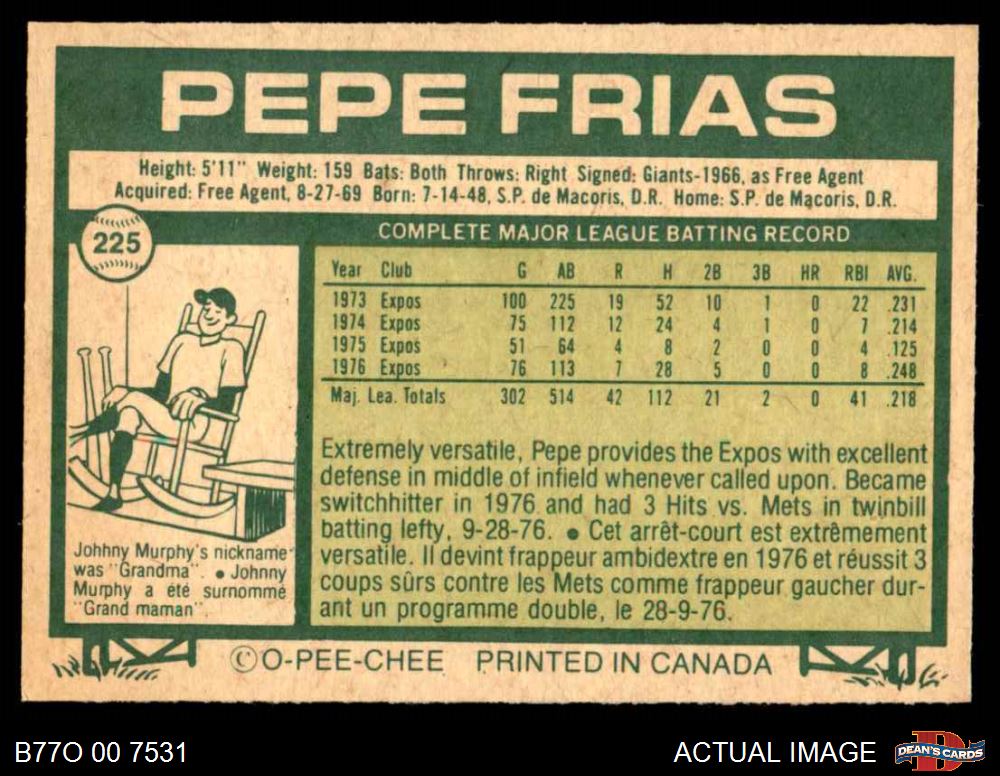 PEPE FRIAS
Height: 5'11" Weight: 159 Bats: Both Throws: Right Signed: Giants-1966, as Free Agent
Acquired: Free Agent, 8-27-69 Born: 7-14-48, S.P. de Macoris, D.R. Home: S.P. de Macoris, D.R.
225
COMPLETE MAJOR LEAGUE BATTING RECORD
Year Club G AB R H 2B 3B HR RBI AVG.
1973 Expos 100 225 19 52 10 1 0 22 .231
1974 Expos 75 112 12 24 4 1 0 7 .214
1975 Expos 51 64 4 8 2 0 0 4 .125
1976 Expos 76 113 7 28 5 0 0 8 .248
Maj. Lea. Totals 302 514 42 112 21 2 0 41 .218
Extremely versatile, Pepe provides the Expos with excellent
defense in middle of infield whenever called upon. Became
switchhitter in 1976 and had 3 Hits vs. Mets in twinbill
batting lefty, 9-28-76. ● Cet arrêt-court est extrêmement
versatile. Il devint frappeur ambidextre en 1976 et réussit 3
coups sûrs contre les Mets comme frappeur gaucher dur-
ant un programme double, le 28-9-76.
Johhny Murphy's nickname
was "Grandma". ● Johnny
Murphy a été surnommé
"Grand maman".
©O-PEE-CHEE PRINTED IN CANADA
B77O 00 7531
ACTUAL IMAGE
DEAN'S CARDS